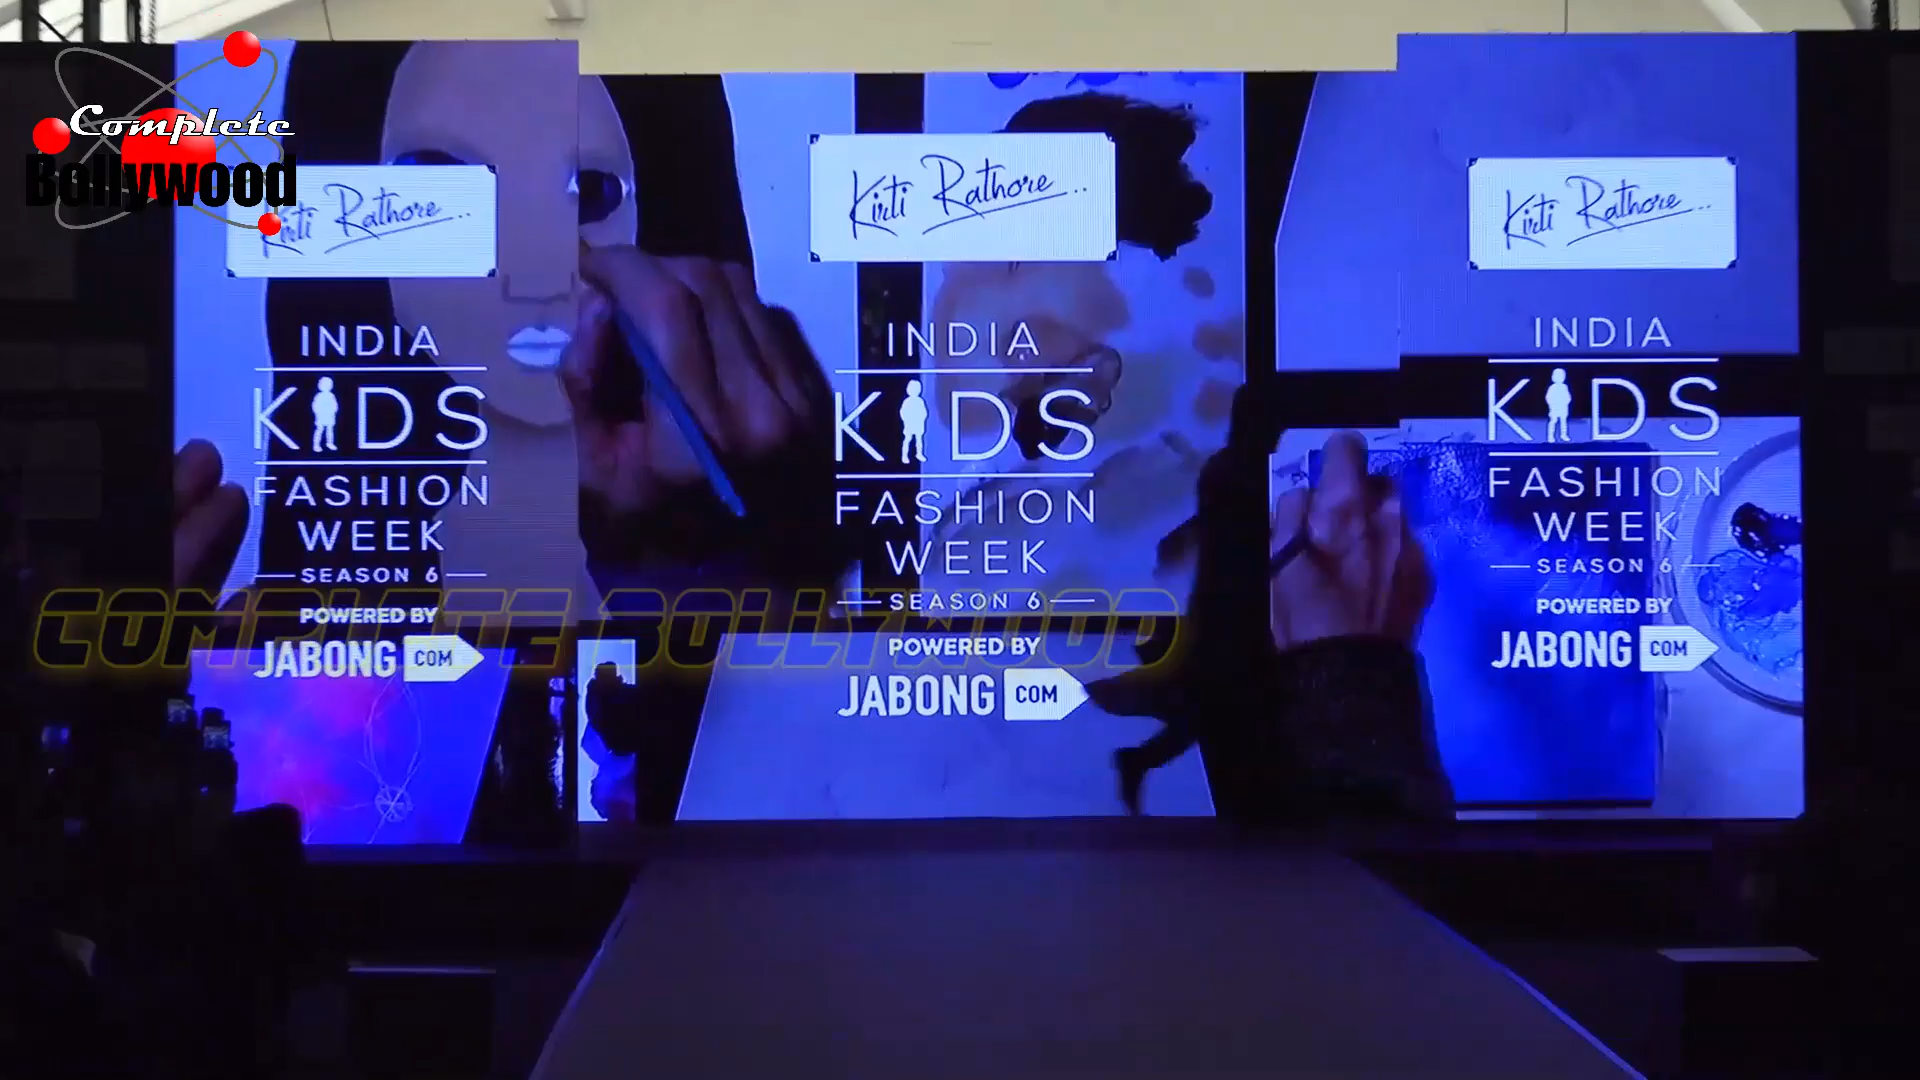 Complete
Bollywood
Kirti Rathore..
INDIA
KIDS
FASHION
WEEK
SEASON 6
POWERED BY
JABONG COM
Kirti Rathore..
INDIA
KIDS
FASHION
WEEK
SEASON 6
POWERED BY
JABONG COM
Kirti Rathore..
INDIA
KIDS
FASHION
WEEK
SEASON 6
POWERED BY
JABONG COM
COMPLETE BOLLYWOOD